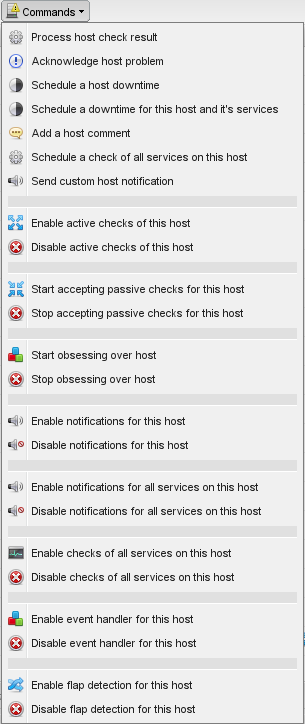 Commands
Process host check result
Acknowledge host problem
Schedule a host downtime
Schedule a downtime for this host and it's services
Add a host comment
Schedule a check of all services on this host
Send custom host notification
Enable active checks of this host
Disable active checks of this host
Start accepting passive checks for this host
Stop accepting passive checks for this host
Start obsessing over host
Stop obsessing over host
Enable notifications for this host
Disable notifications for this host
Enable notifications for all services on this host
Disable notifications for all services on this host
Enable checks of all services on this host
Disable checks of all services on this host
Enable event handler for this host
Disable event handler for this host
Enable flap detection for this host
Disable flap detection for this host